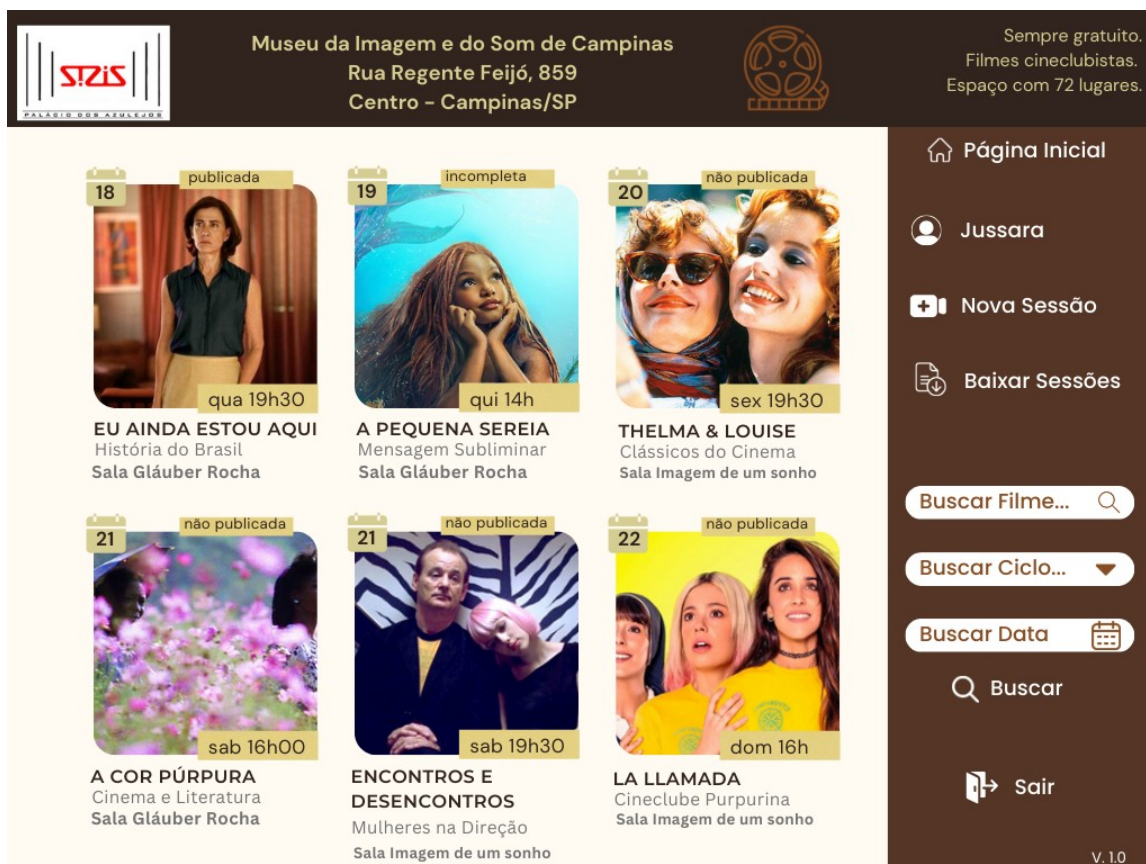 MIS
PALÁCIO DOS AZULEJOS
Museu da Imagem e do Som de Campinas
Rua Regente Feijó, 859
Centro - Campinas/SP
Sempre gratuito.
Filmes cineclubistas.
Espaço com 72 lugares.
18
publicada
qua 19h30
EU AINDA ESTOU AQUI
História do Brasil
Sala Gláuber Rocha
19
incompleta
qui 14h
A PEQUENA SEREIA
Mensagem Subliminar
Sala Gláuber Rocha
20
não publicada
sex 19h30
THELMA & LOUISE
Clássicos do Cinema
Sala Imagem de um sonho
21
não publicada
sab 16h00
A COR PÚRPURA
Cinema e Literatura
Sala Gláuber Rocha
21
não publicada
sab 19h30
ENCONTROS E
DESENCONTROS
Mulheres na Direção
Sala Imagem de um sonho
22
não publicada
dom 16h
LA LLAMADA
Cineclube Purpurina
Sala Imagem de um sonho
Página Inicial
Jussara
Nova Sessão
Baixar Sessões
Buscar Filme...
Buscar Ciclo...
Buscar Data
Buscar
Sair
V. 1.0